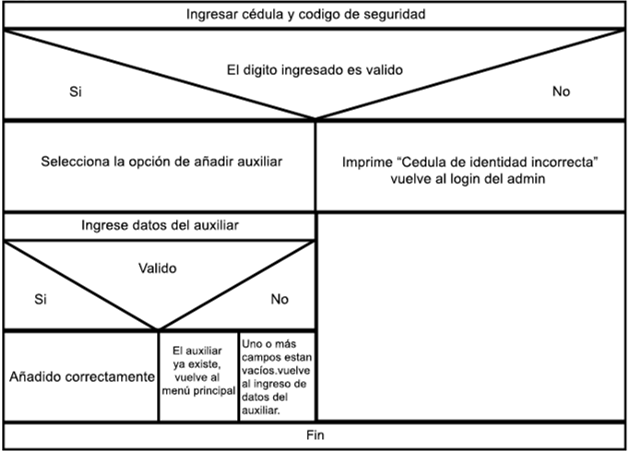 Ingresar cédula y codigo de seguridad
El digito ingresado es valido
Si
No
Selecciona la opción de añadir auxiliar
Imprime “Cedula de identidad incorrecta”
vuelve al login del admin
Ingrese datos del auxiliar
Valido
Si
No
Añadido correctamente
El auxiliar
ya existe,
vuelve al
menú principal
Uno o más
campos estan
vacíos.vuelve
al ingreso de
datos del
auxiliar.
Fin